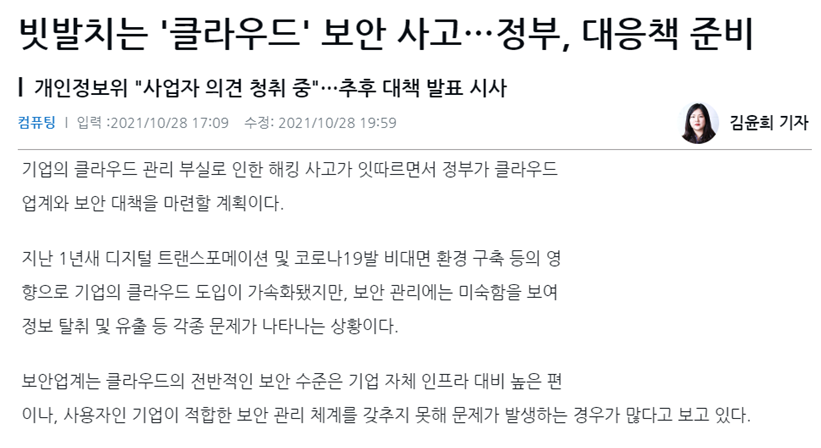 빗발치는 '클라우드' 보안 사고…정부, 대응책 준비
개인정보위 "사업자 의견 청취 중"…추후 대책 발표 시사
컴퓨팅 | 입력 :2021/10/28 17:09 수정: 2021/10/28 19:59
김윤희 기자
기업의 클라우드 관리 부실로 인한 해킹 사고가 잇따르면서 정부가 클라우드
업계와 보안 대책을 마련할 계획이다.
지난 1년새 디지털 트랜스포메이션 및 코로나19발 비대면 환경 구축 등의 영
향으로 기업의 클라우드 도입이 가속화됐지만, 보안 관리에는 미숙함을 보여
정보 탈취 및 유출 등 각종 문제가 나타나는 상황이다.
보안업계는 클라우드의 전반적인 보안 수준은 기업 자체 인프라 대비 높은 편
이나, 사용자인 기업이 적합한 보안 관리 체계를 갖추지 못해 문제가 발생하는 경우가 많다고 보고 있다.